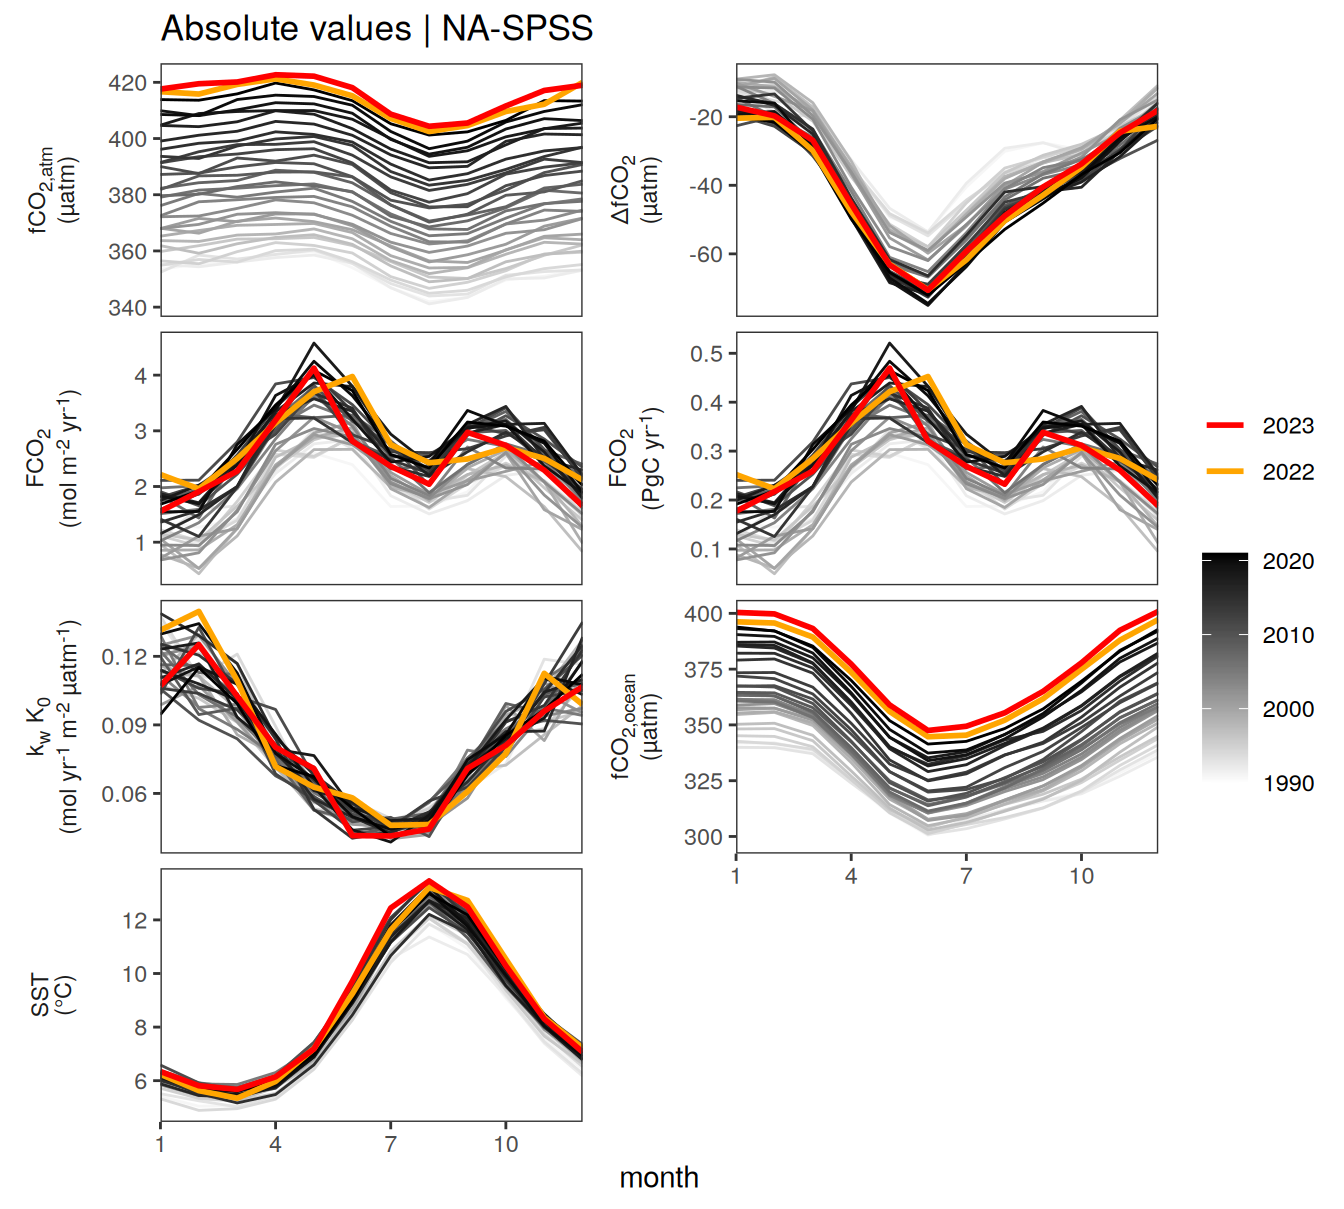 Absolute values | NA-SPSS
fCO2,atm
(µatm)
420
400
380
360
340
ΔfCO2
(µatm)
-20
-40
-60
FCO2
(mol m-2 yr-1)
4
3
2
1
FCO2
(PgC yr-1)
0.5
0.4
0.3
0.2
0.1
kw K0
(mol yr-1 m-2 µatm-1)
0.12
0.09
0.06
fCO2,ocean
(µatm)
400
375
350
325
300
1 4 7 10
SST
(°C)
12
10
8
6
1 4 7 10
month
2023
2022
2020
2010
2000
1990